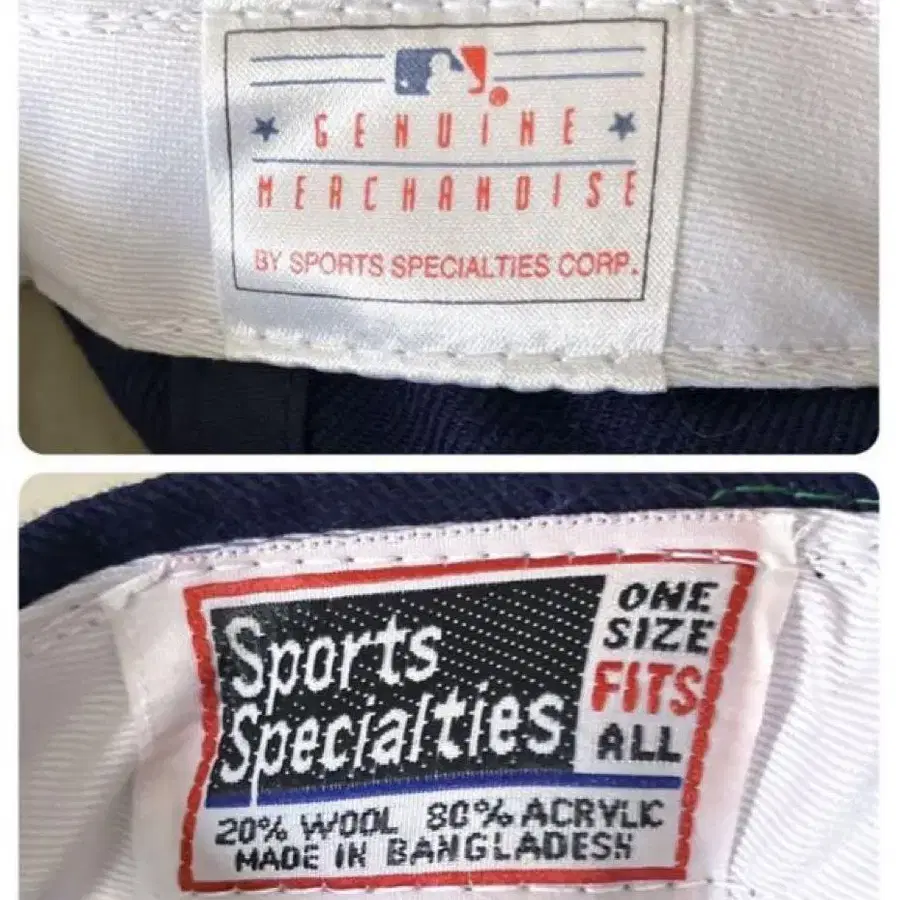 GENUINE
MERCHANDISE
BY SPORTS SPECIALTIES CORP.
Sports
Specialties
ONE
SIZE
FITS
ALL
20% WOOL 80% ACRYLIC
MADE IN BANGLADESH